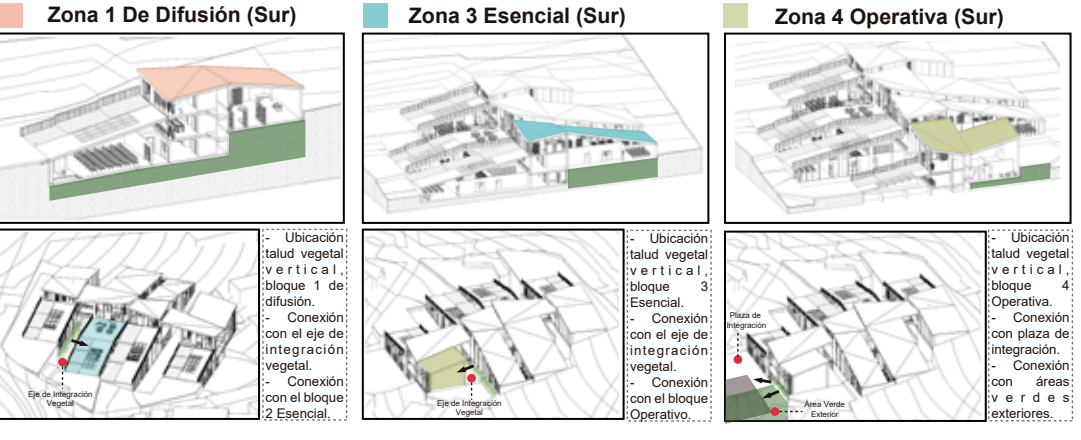 Zona 1 De Difusión (Sur)
Zona 3 Esencial (Sur)
Zona 4 Operativa (Sur)
Eje de Integración
Vegetal
- Ubicación
talud vegetal
vertical,
bloque 1 de
difusión.
- Conexión
con el eje de
integración
vegetal.
- Conexión
con el bloque
2 Esencial.
Eje de Integración
Vegetal
- Ubicación
talud vegetal
vertical,
bloque 3
Esencial.
- Conexión
con el eje de
integración
vegetal.
- Conexión
con el bloque
Operativo.
Plaza de
Integración
Área Verde
Exterior
- Ubicación
talud vegetal
vertical,
bloque 4
Operativa.
- Conexión
con plaza de
integración.
- Conexión
con áreas
verdes
exteriores.